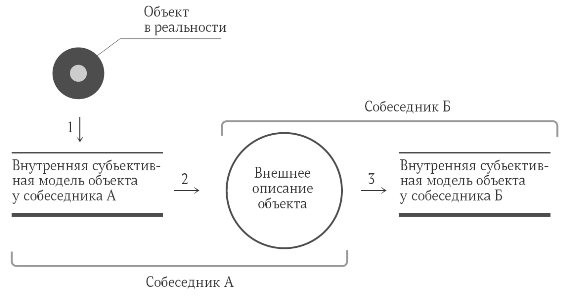 Объект
в реальности
1
Собеседник Б
Внутренняя субъектив-
ная модель объекта
у собеседника А
2
Внешнее
описание
объекта
3
Внутренняя субъектив-
ная модель объекта
у собеседника Б
Собеседник А